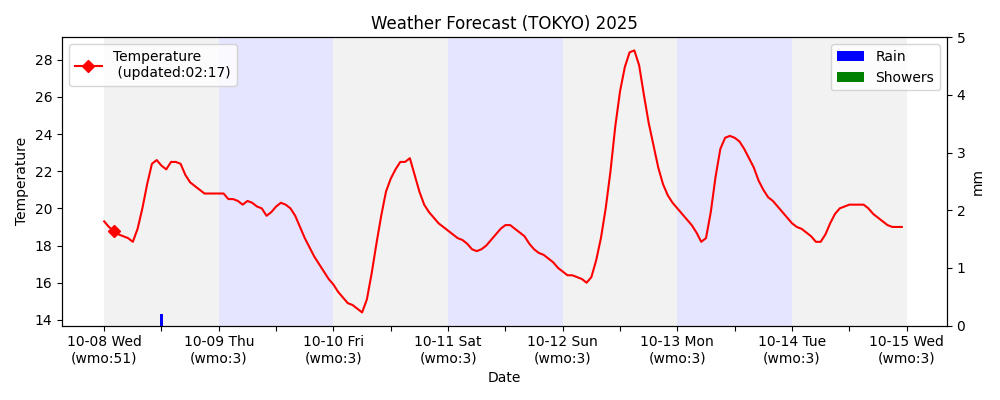 Weather Forecast (TOKYO) 2025
Temperature
(updated:02:17)
Rain
Showers
Temperature
28
26
24
22
20
18
16
14
5
4
3
2
1
0
mm
10-08 Wed
(wmo:51)
10-09 Thu
(wmo:3)
10-10 Fri
(wmo:3)
10-11 Sat
(wmo:3)
10-12 Sun
(wmo:3)
10-13 Mon
(wmo:3)
10-14 Tue
(wmo:3)
10-15 Wed
(wmo:3)
Date